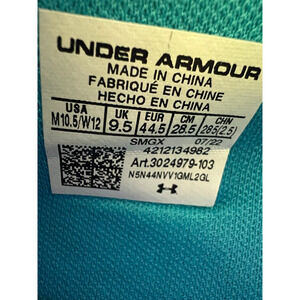 UNDER ARMOUR
MADE IN CHINA
FABRIQUÉ EN CHINE
HECHO EN CHINA
USA UK EUR CM CHN
M10.5/W12 9.5 44.5 28.5 285(2.5)
SMGX 07/22
4212134982
Art.3024979-103
N5N44NVV1GML2GL